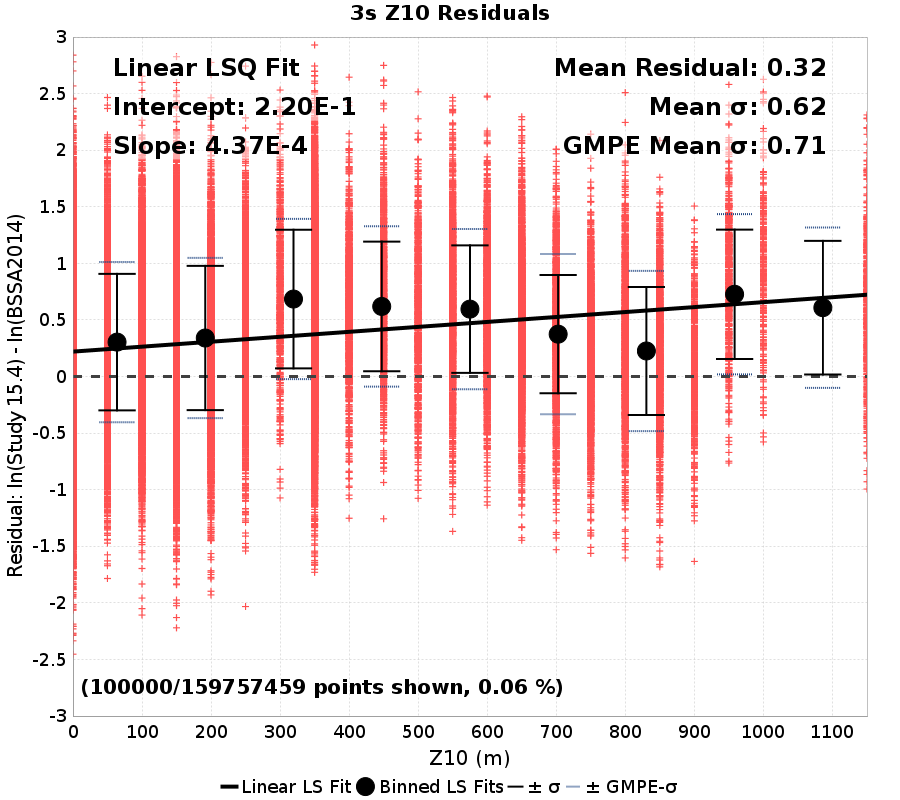 3s Z10 Residuals
Linear LSQ Fit
Intercept: 2.20E-1
Slope: 4.37E-4
Mean Residual: 0.32
Mean σ: 0.62
GMPE Mean σ: 0.71
Residual: ln(Study 15.4) - ln(BSSA2014)
3
2.5
2
1.5
1
0.5
0
-0.5
-1
-1.5
-2
-2.5
-3
(100000/159757459 points shown, 0.06 %)
0 100 200 300 400 500 600 700 800 900 1000 1100
Z10 (m)
Linear LS Fit Binned LS Fits ± σ ± GMPE-σ